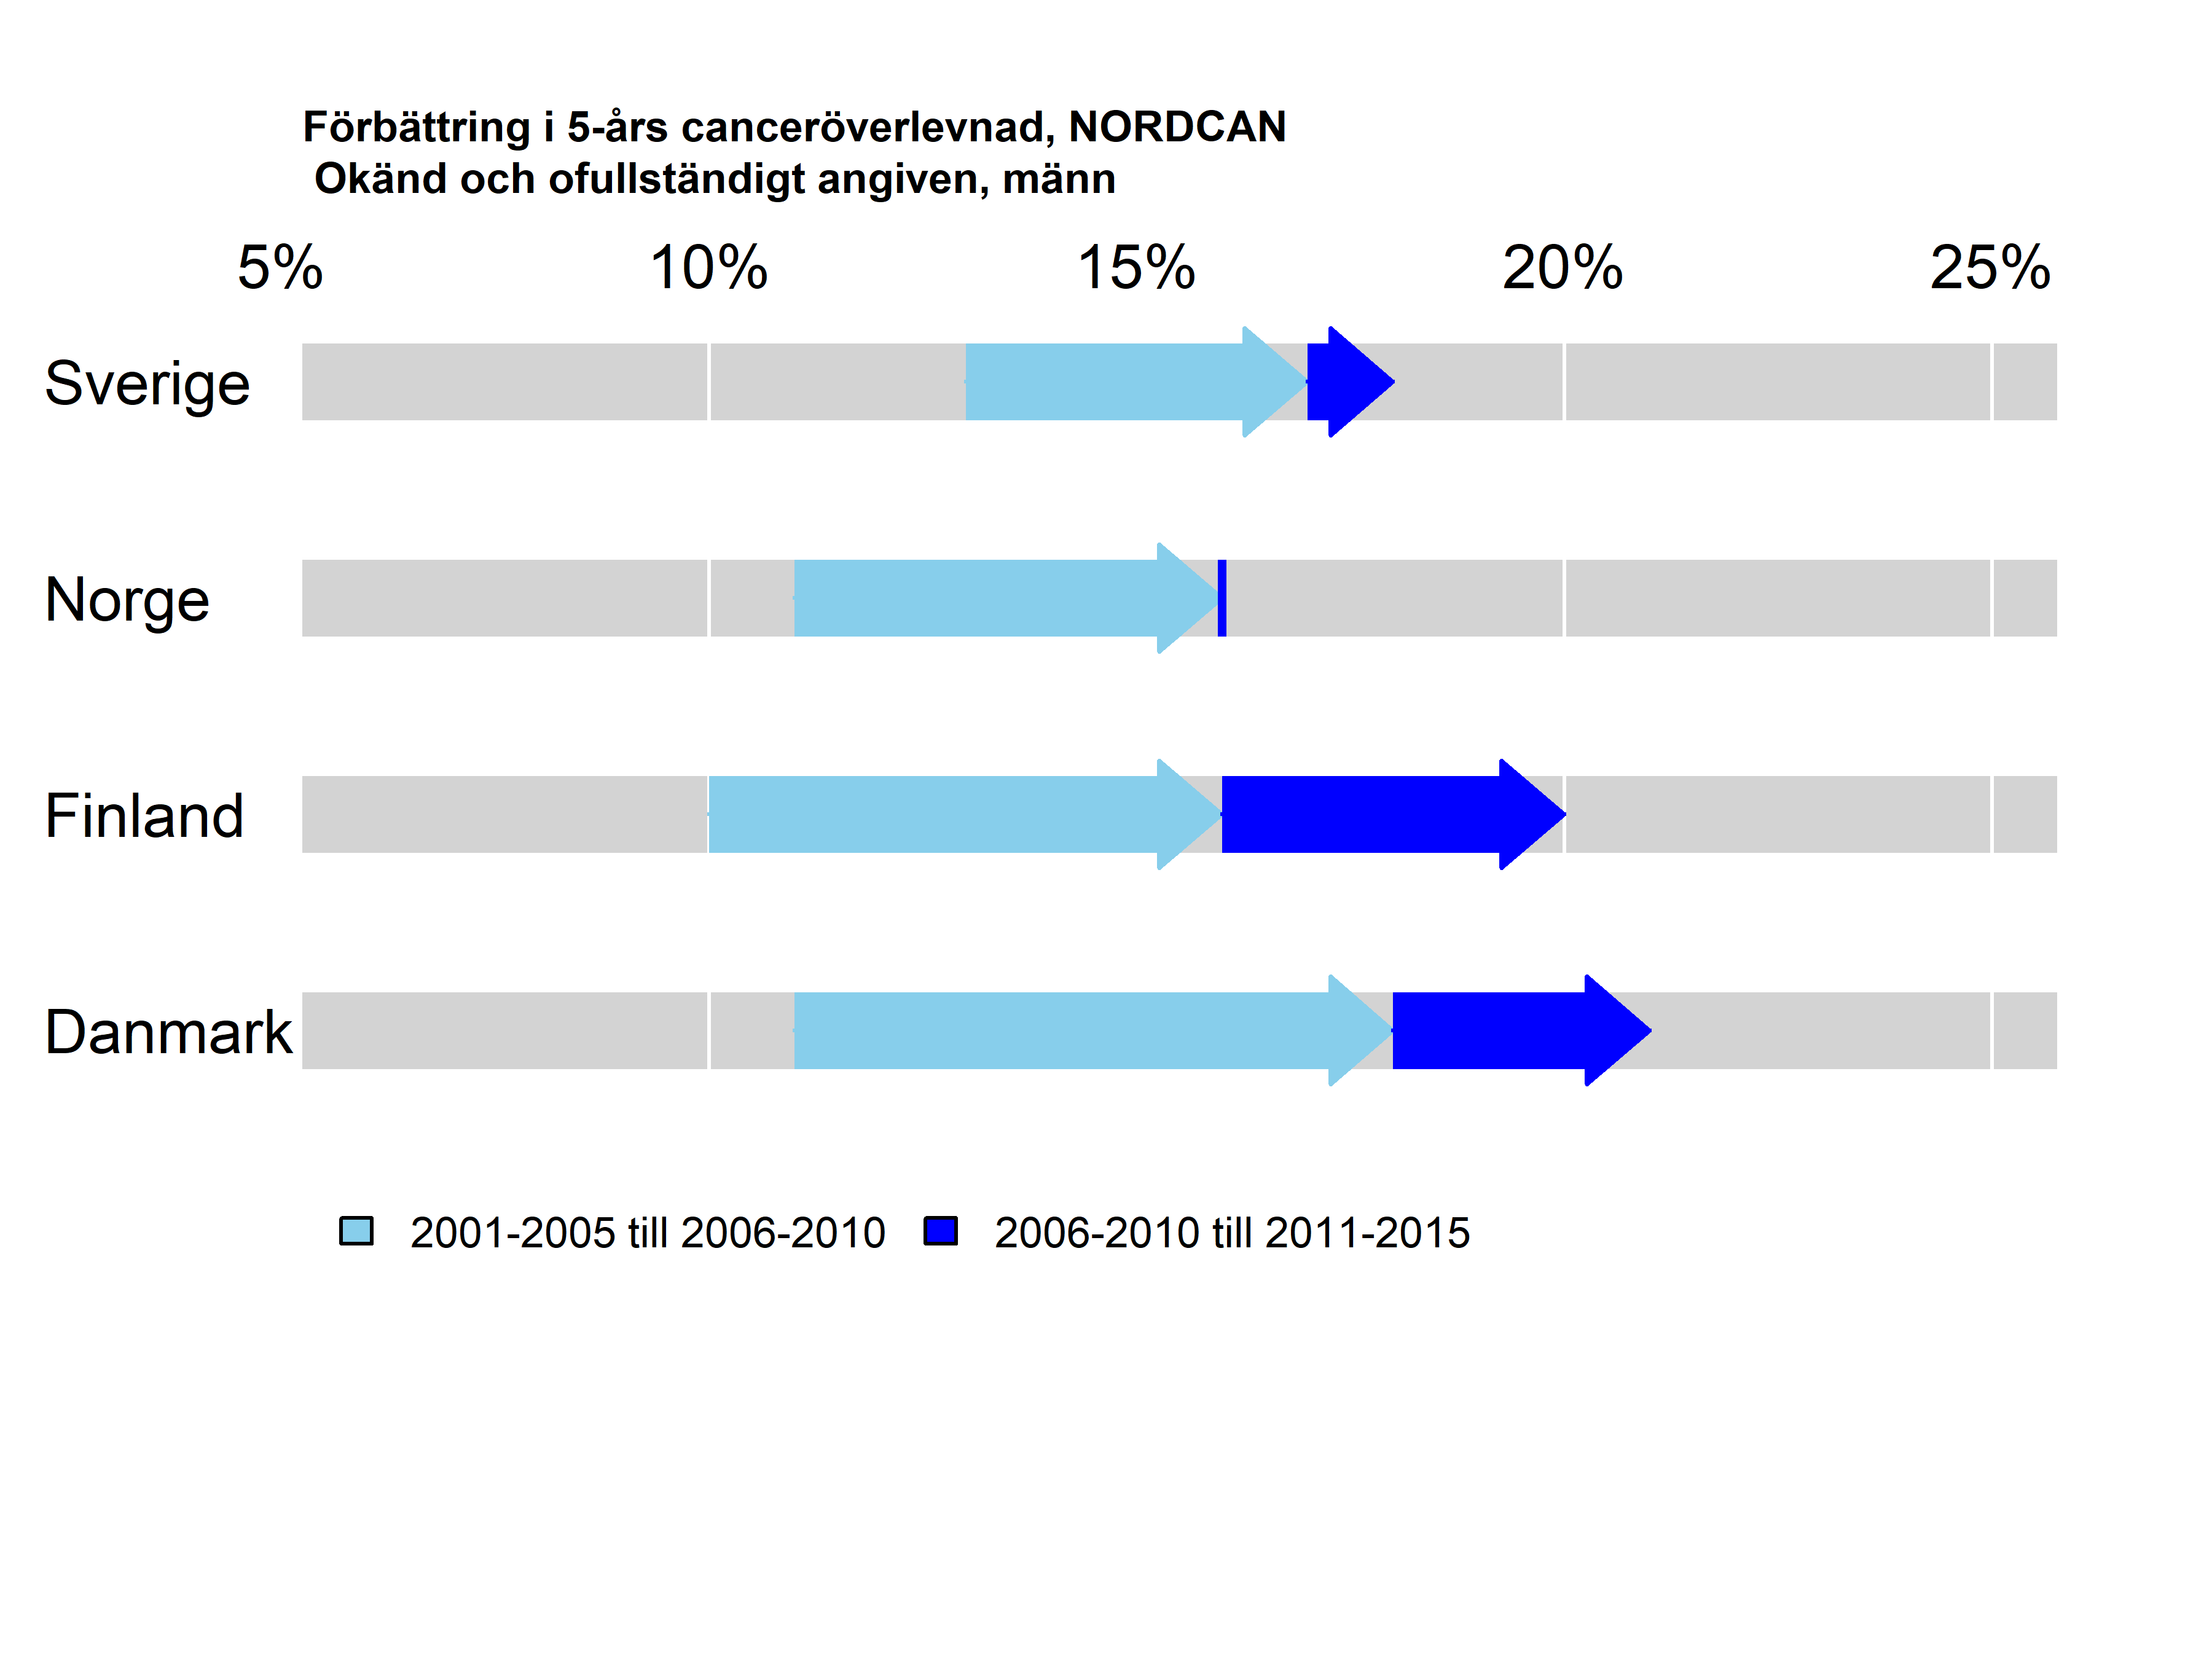 Förbättring i 5-års canceröverlevnad, NORDCAN
Okänd och ofullständigt angiven, männ
5% 10% 15% 20% 25%
Sverige
Norge
Finland
Danmark
2001-2005 till 2006-2010 2006-2010 till 2011-2015